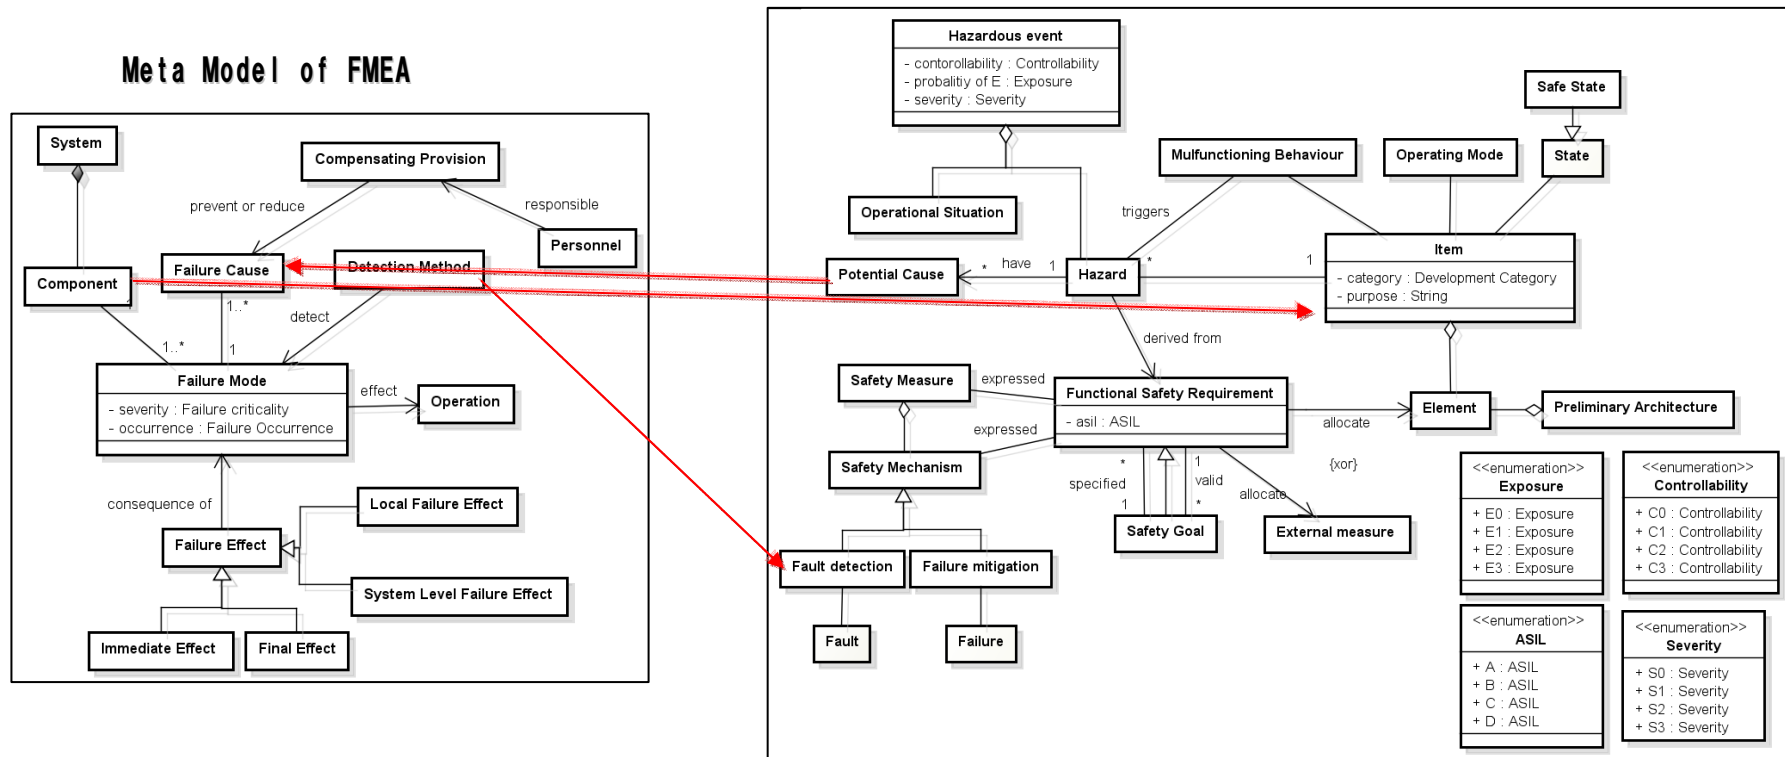 Meta Model of FMEA
System
Compensating Provision
prevent or reduce
responsible
Personnel
Failure Cause
Detection Method
Component
1
1..*
detect
1..*
1
Failure Mode
- severity : Failure criticality
- occurrence : Failure Occurrence
effect
Operation
consequence of
Local Failure Effect
Failure Effect
System Level Failure Effect
Immediate Effect
Final Effect
Hazardous event
- contorollability : Controllability
- probalitiy of E : Exposure
- severity : Severity
Safe State
Mulfunctioning Behaviour
Operating Mode
State
Operational Situation
triggers
Item
- category : Development Category
- purpose : String
Potential Cause
*
have
1
Hazard
*
1
derived from
Safety Measure
expressed
Functional Safety Requirement
- asil : ASIL
Element
Preliminary Architecture
allocate
expressed
Safety Mechanism
*
specified
1
1
valid
*
allocate
{xor}
Safety Goal
External measure
Fault detection
Failure mitigation
Fault
Failure
<<enumeration>>
Exposure
+ E0 : Exposure
+ E1 : Exposure
+ E2 : Exposure
+ E3 : Exposure
<<enumeration>>
Controllability
+ C0 : Controllability
+ C1 : Controllability
+ C2 : Controllability
+ C3 : Controllability
<<enumeration>>
ASIL
+ A : ASIL
+ B : ASIL
+ C : ASIL
+ D : ASIL
<<enumeration>>
Severity
+ S0 : Severity
+ S1 : Severity
+ S2 : Severity
+ S3 : Severity